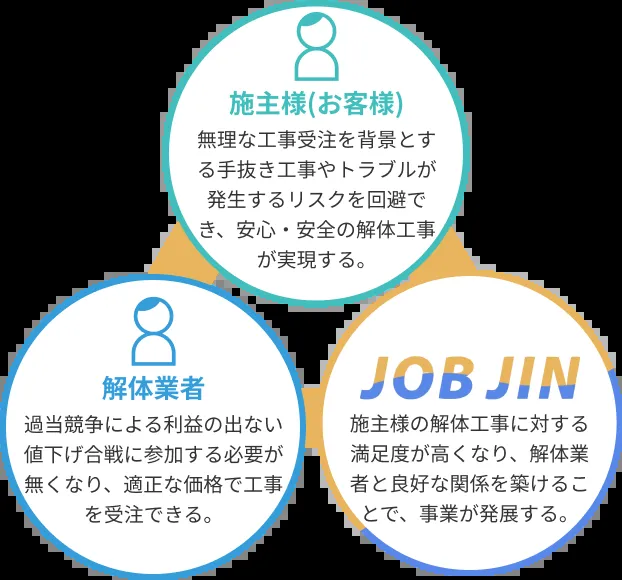 施主様(お客様)
無理な工事受注を背景とす
る手抜き工事やトラブルが
発生するリスクを回避で
き、安心・安全の解体工事
が実現する。
解体業者
過当競争による利益の出ない
値下げ合戦に参加する必要が
無くなり、適正な価格で工事
を受注できる。
JOB JIN
施主様の解体工事に対する
満足度が高くなり、解体業
者と良好な関係を築けるこ
とで、事業が発展する。